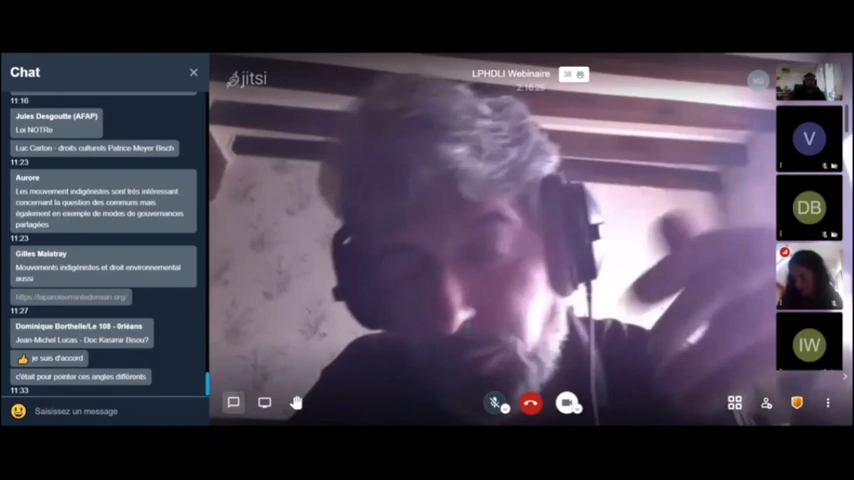 Chat
jitsi
LPHDLI Webinaire
38
MD
11:16
Jules Desgoutte (AFAP)
Loi NOTRe
Luc Carton - droits culturels Patrice Meyer Bisch
11:23
Aurore
Les mouvement indigénistes sont très intéressant
concernant la question des communs mais
également en exemple de modes de gouvernances
partagées
11:23
Gilles Malatray
Mouvements indigénistes et droit environnemental
aussi
https://laparoleerrantedemain.org/
11:27
Dominique Borthelle/Le 108 - Orléans
Jean-Michel Lucas - Doc Kasimir Bisou?
je suis d'accord
c'était pour pointer ces angles différents
11:33
Saisissez un message
V
DB
IW